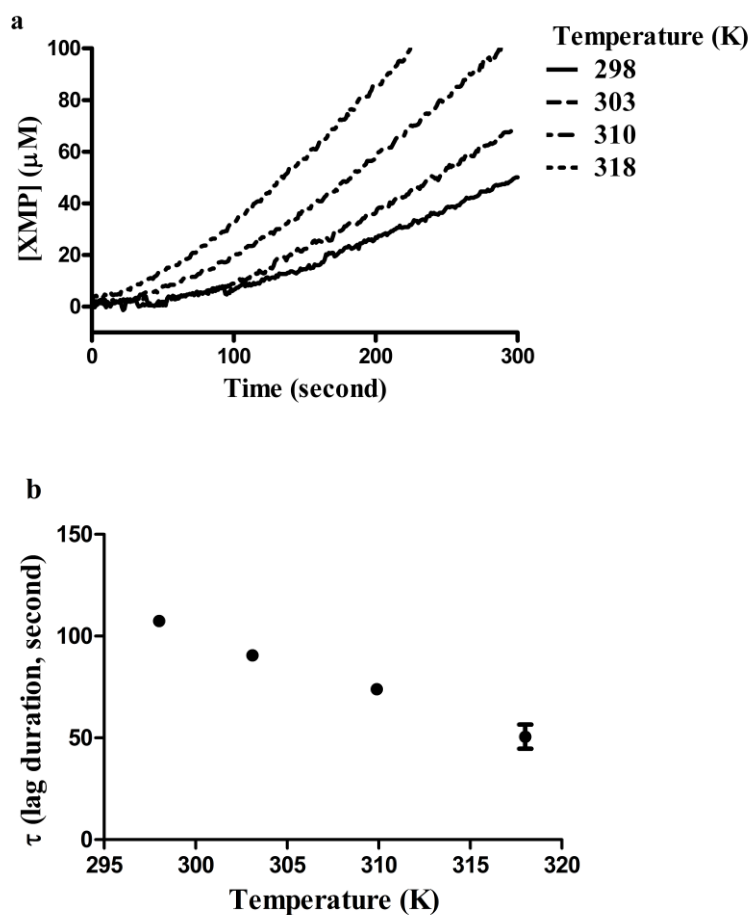 a
Temperature (K)
298
303
310
318
100
80
60
40
20
0
[XMP] (µM)
0 100 200 300
Time (second)
b
150
100
50
0
τ (lag duration, second)
295 300 305 310 315 320
Temperature (K)